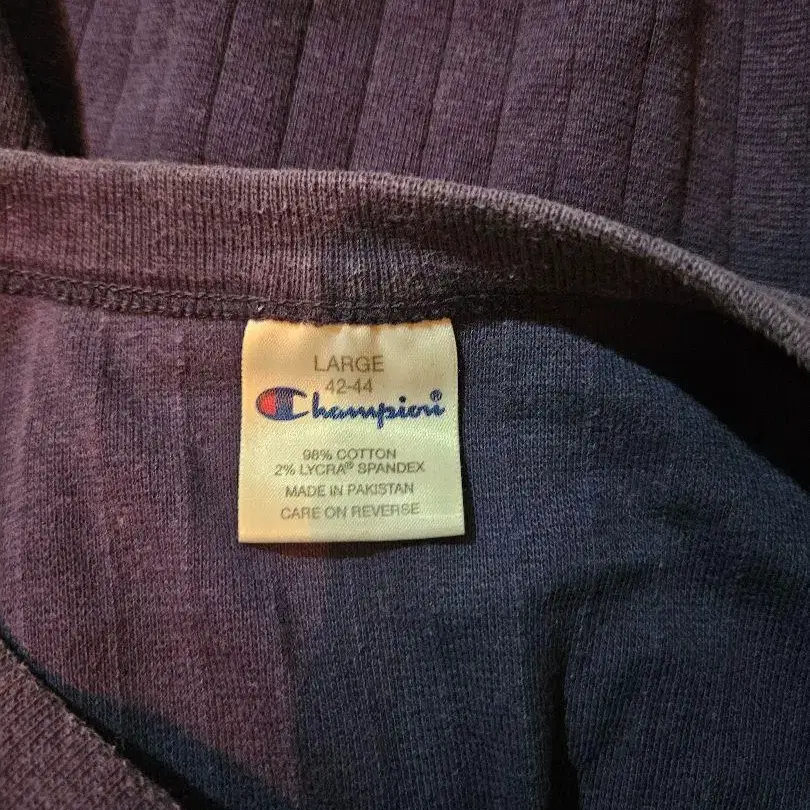 LARGE
42-44
Champion®
98% COTTON
2% LYCRA® SPANDEX
MADE IN PAKISTAN
CARE ON REVERSE